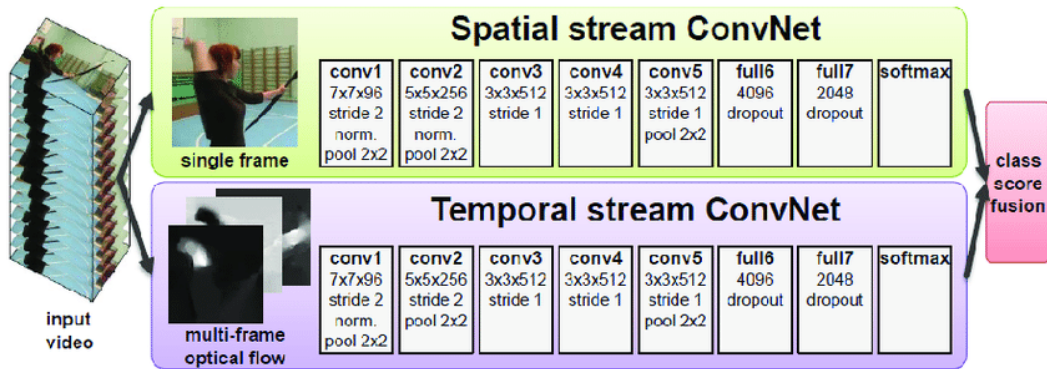 Spatial stream ConvNet
conv1
7x7x96
stride 2
norm.
pool 2x2
conv2
5x5x256
stride 2
norm.
pool 2x2
conv3
3x3x512
stride 1
conv4
3x3x512
stride 1
conv5
3x3x512
stride 1
pool 2x2
full6
4096
dropout
full7
2048
dropout
softmax
single frame
Temporal stream ConvNet
conv1
7x7x96
stride 2
norm.
pool 2x2
conv2
5x5x256
stride 2
pool 2x2
conv3
3x3x512
stride 1
conv4
3x3x512
stride 1
conv5
3x3x512
stride 1
pool 2x2
full6
4096
dropout
full7
2048
dropout
softmax
multi-frame
optical flow
input
video
class
score
fusion